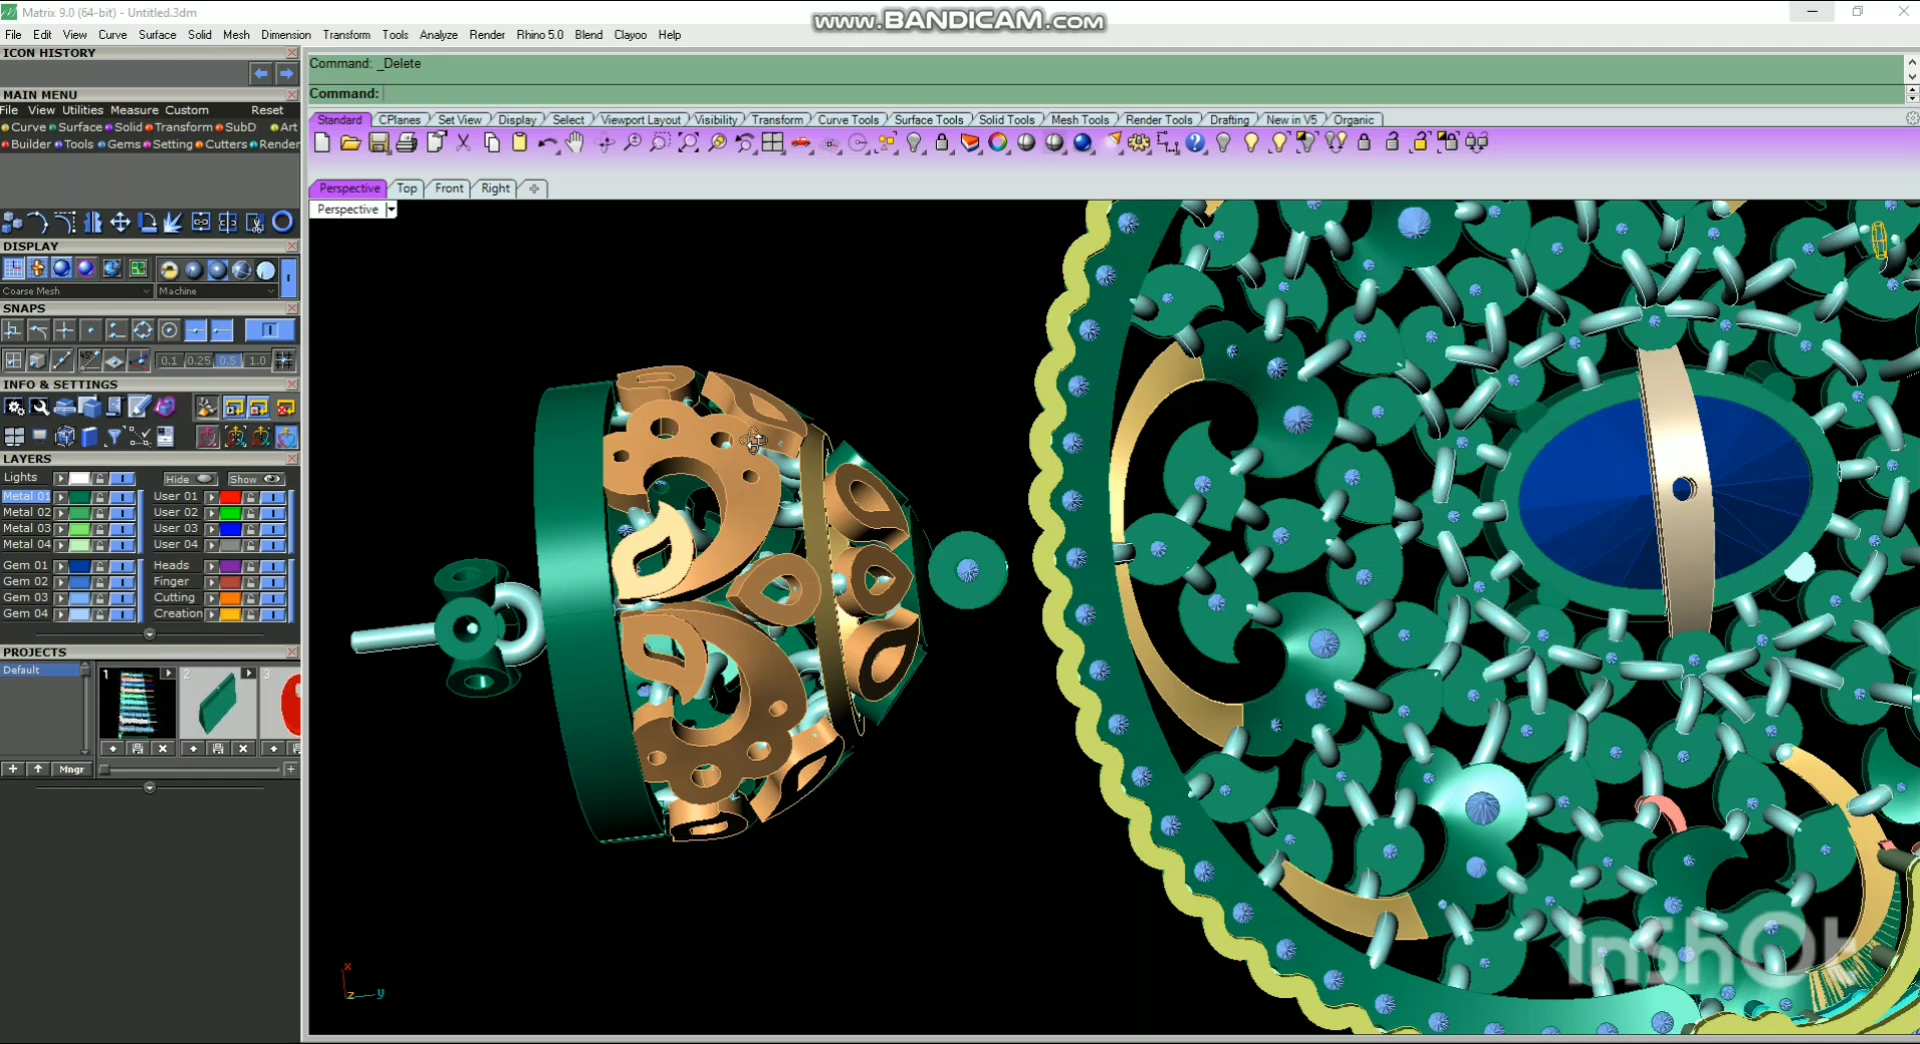 Matrix 9.0 (64-bit) - Untitled.3dm
www.BANDICAM.com
File Edit View Curve Surface Solid Mesh Dimension Transform Tools Analyze Render Rhino 5.0 Blend Clayoo Help
ICON HISTORY
Command: _Delete
Command:
MAIN MENU
File View Utilities Measure Custom Reset
Curve Surface Solid Transform SubD Art
Builder Tools Gems Setting Cutters Render
Standard CPlanes Set View Display Select Viewport Layout Visibility Transform Curve Tools Surface Tools Solid Tools Mesh Tools Render Tools Drafting New in V5 Organic
Perspective Top Front Right
Perspective
DISPLAY
Coarse Mesh Machine
SNAPS
0.1 0.25 0.5 1.0
INFO & SETTINGS
LAYERS
Lights Hide Show
Metal 01 User 01
Metal 02 User 02
Metal 03 User 03
Metal 04 User 04
Gem 01 Heads
Gem 02 Finger
Gem 03 Cutting
Gem 04 Creation
PROJECTS
Default
1 2 3
Mngr
x
z y
InShOt